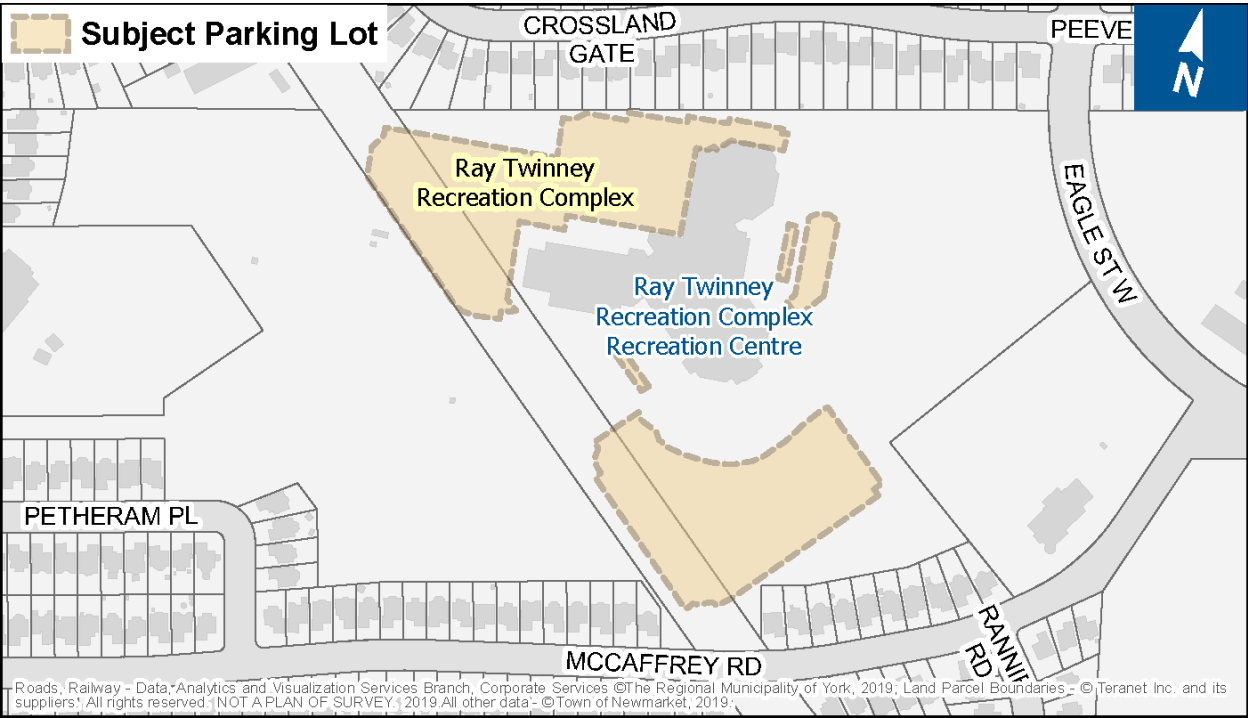 Subject Parking Lot
CROSSLAND
GATE
PEEVE
N
Ray Twinney
Recreation Complex
EAGLE ST W
Ray Twinney
Recreation Complex
Recreation Centre
PETHERAM PL
MCCAFFREY RD
RANNIE
RD
Roads, Railway - Data, Analytics and Visualization Services Branch, Corporate Services ©The Regional Municipality of York, 2019; Land Parcel Boundaries - © Teranet Inc. and its
suppliers. All rights reserved. NOT A PLAN OF SURVEY. 2019 All other data - © Town of Newmarket, 2019.